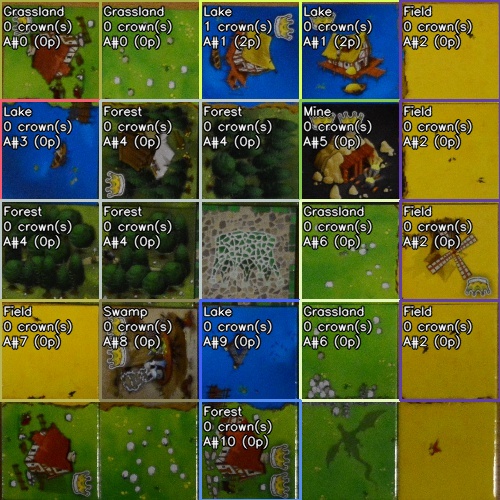 Grassland
0 crown(s)
A#0 (0p)
Grassland
0 crown(s)
A#0 (0p)
Lake
1 crown(s)
A#1 (2p)
Lake
0 crown(s)
A#1 (2p)
Field
0 crown(s)
A#2 (0p)
Lake
0 crown(s)
A#3 (0p)
Forest
0 crown(s)
A#4 (0p)
Forest
0 crown(s)
A#4 (0p)
Mine
0 crown(s)
A#5 (0p)
Field
0 crown(s)
A#2 (0p)
Forest
0 crown(s)
A#4 (0p)
Forest
0 crown(s)
A#4 (0p)
Grassland
0 crown(s)
A#6 (0p)
Field
0 crown(s)
A#2 (0p)
Field
0 crown(s)
A#7 (0p)
Swamp
0 crown(s)
A#8 (0p)
Lake
0 crown(s)
A#9 (0p)
Grassland
0 crown(s)
A#6 (0p)
Field
0 crown(s)
A#2 (0p)
Forest
0 crown(s)
A#10 (0p)